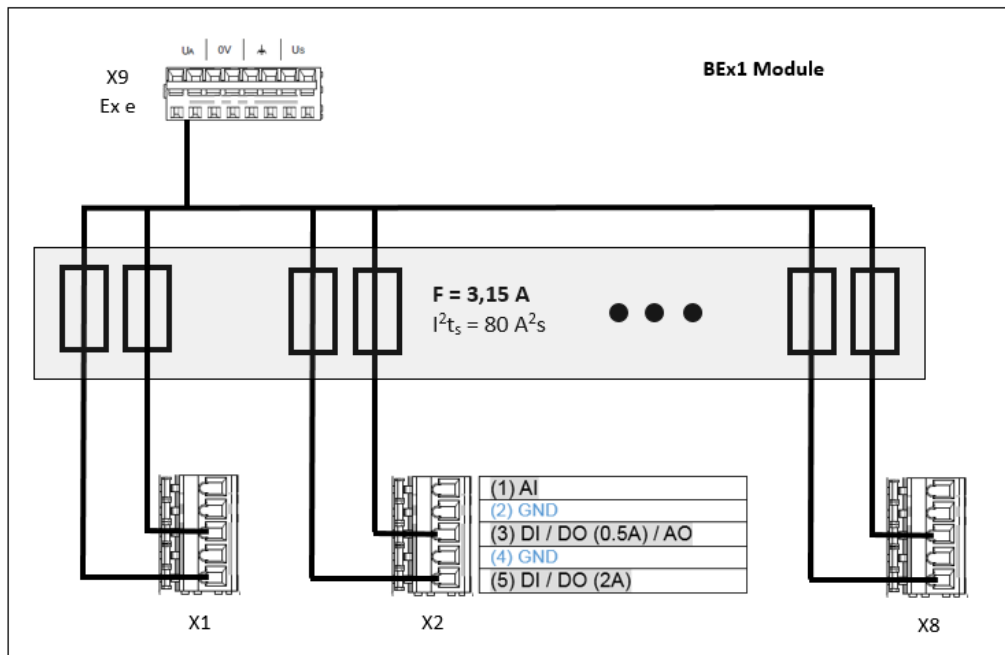 UA | 0V | ⏚ | US
BEx1 Module
X9
Ex e
F = 3,15 A
I²tₛ = 80 A²s
(1) AI
(2) GND
(3) DI / DO (0.5A) / AO
(4) GND
(5) DI / DO (2A)
X1
X2
X8